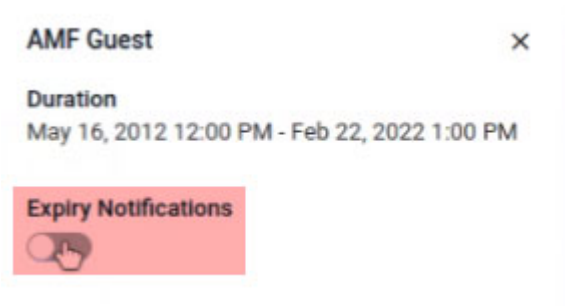 AMF Guest
Duration
May 16, 2012 12:00 PM - Feb 22, 2022 1:00 PM
Expiry Notifications